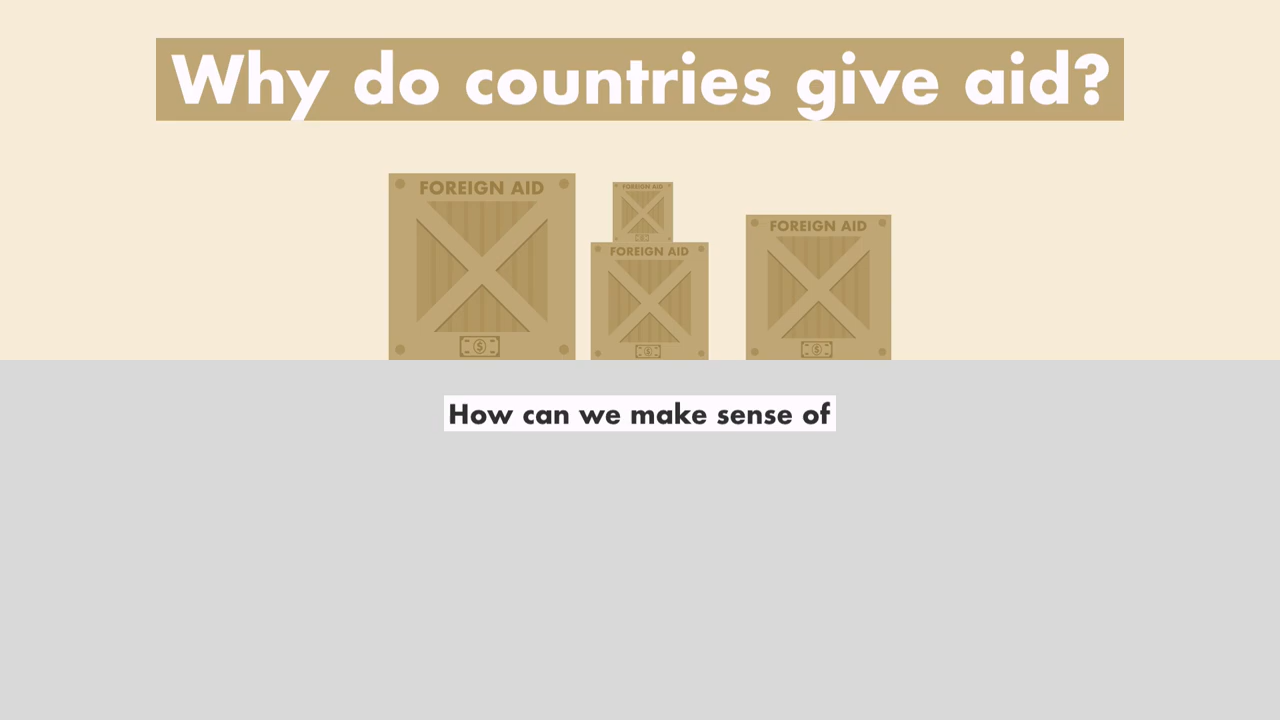 Why do countries give aid?
FOREIGN AID
FOREIGN AID
FOREIGN AID
FOREIGN AID
$
$
$
How can we make sense of